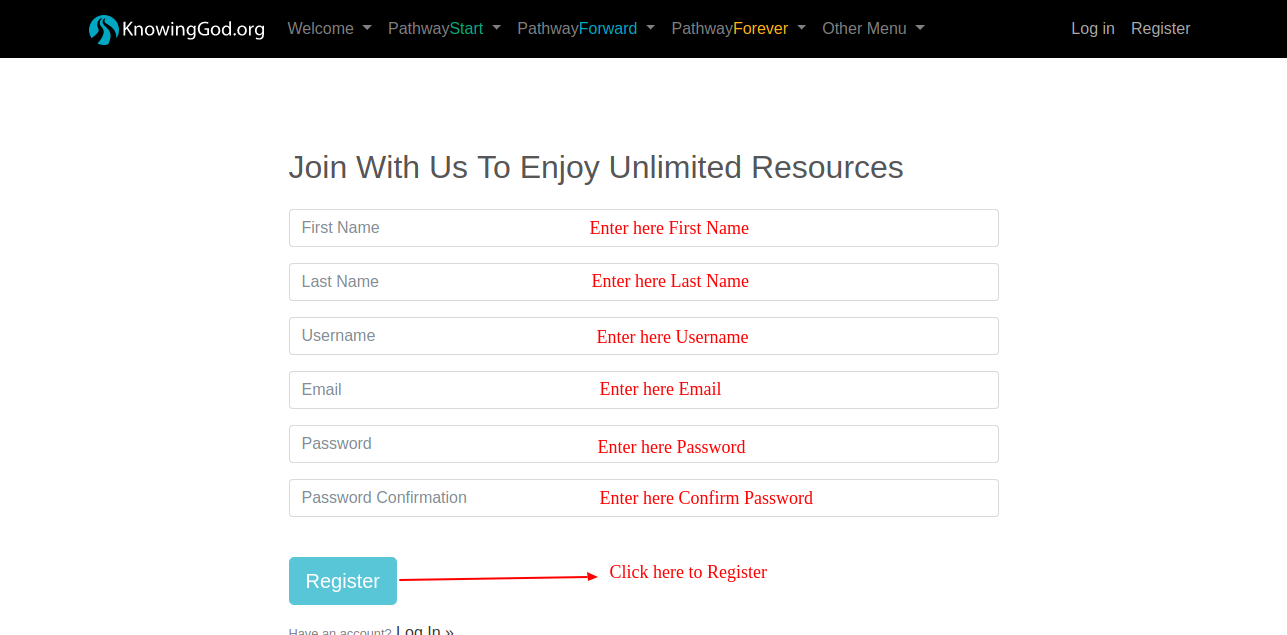 KnowingGod.org Welcome PathwayStart PathwayForward PathwayForever Other Menu Log in Register
Join With Us To Enjoy Unlimited Resources
First Name Enter here First Name
Last Name Enter here Last Name
Username Enter here Username
Email Enter here Email
Password Enter here Password
Password Confirmation Enter here Confirm Password
Register Click here to Register
Have an account? Log In »